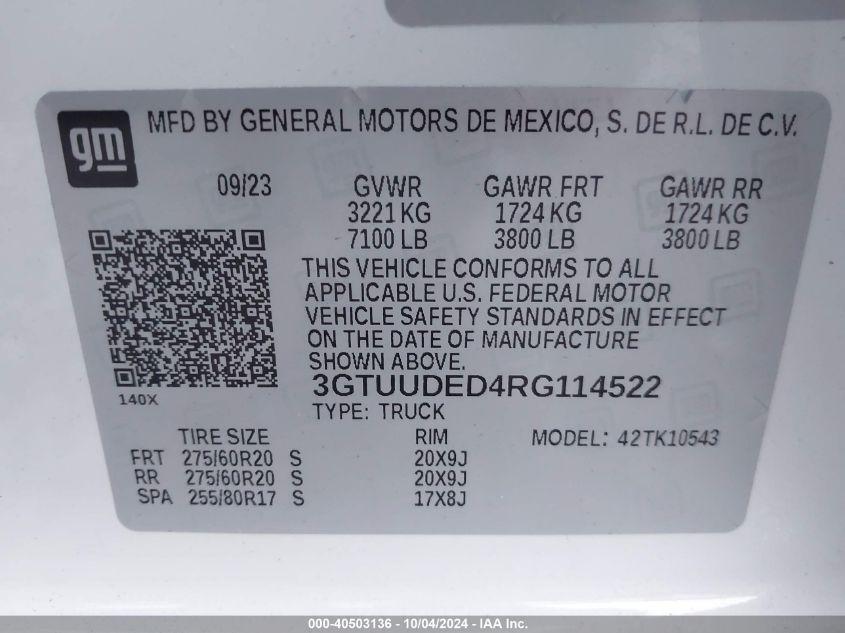 gm
MFD BY GENERAL MOTORS DE MEXICO, S. DE R.L. DE C.V.
09/23 GVWR GAWR FRT GAWR RR
3221 KG 1724 KG 1724 KG
7100 LB 3800 LB 3800 LB
THIS VEHICLE CONFORMS TO ALL
APPLICABLE U.S. FEDERAL MOTOR
VEHICLE SAFETY STANDARDS IN EFFECT
ON THE DATE OF MANUFACTURE
SHOWN ABOVE.
3GTUUDED4RG114522
140X
TYPE: TRUCK
TIRE SIZE RIM MODEL: 42TK10543
FRT 275/60R20 S 20X9J
RR 275/60R20 S 20X9J
SPA 255/80R17 S 17X8J
000-40503136 - 10/04/2024 - IAA Inc.